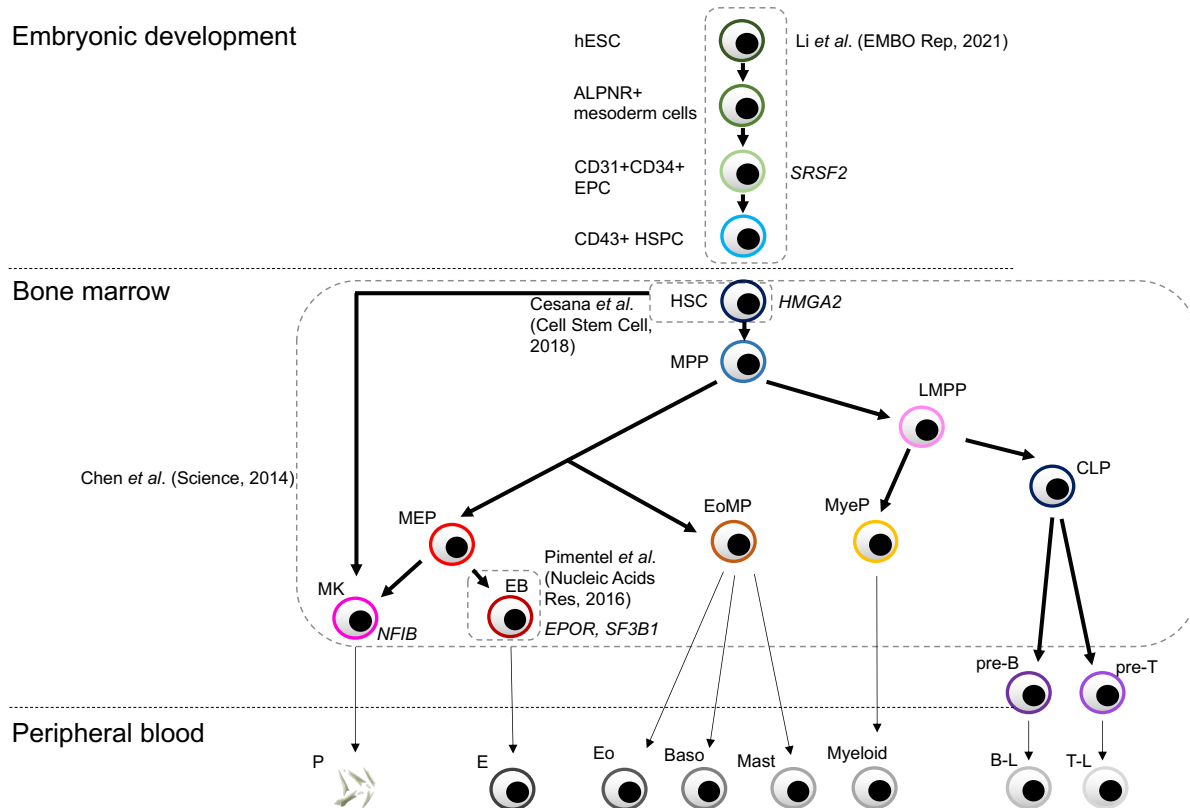 Embryonic development
hESC
Li et al. (EMBO Rep, 2021)
ALPNR+
mesoderm cells
CD31+CD34+
EPC
SRSF2
CD43+ HSPC
Bone marrow
HSC
HMGA2
Cesana et al.
(Cell Stem Cell,
2018)
MPP
LMPP
Chen et al. (Science, 2014)
CLP
MEP
EoMP
MyeP
Pimentel et al.
(Nucleic Acids
Res, 2016)
MK
EB
NFIB
EPOR, SF3B1
pre-B
pre-T
Peripheral blood
P
E
Eo
Baso
Mast
Myeloid
B-L
T-L